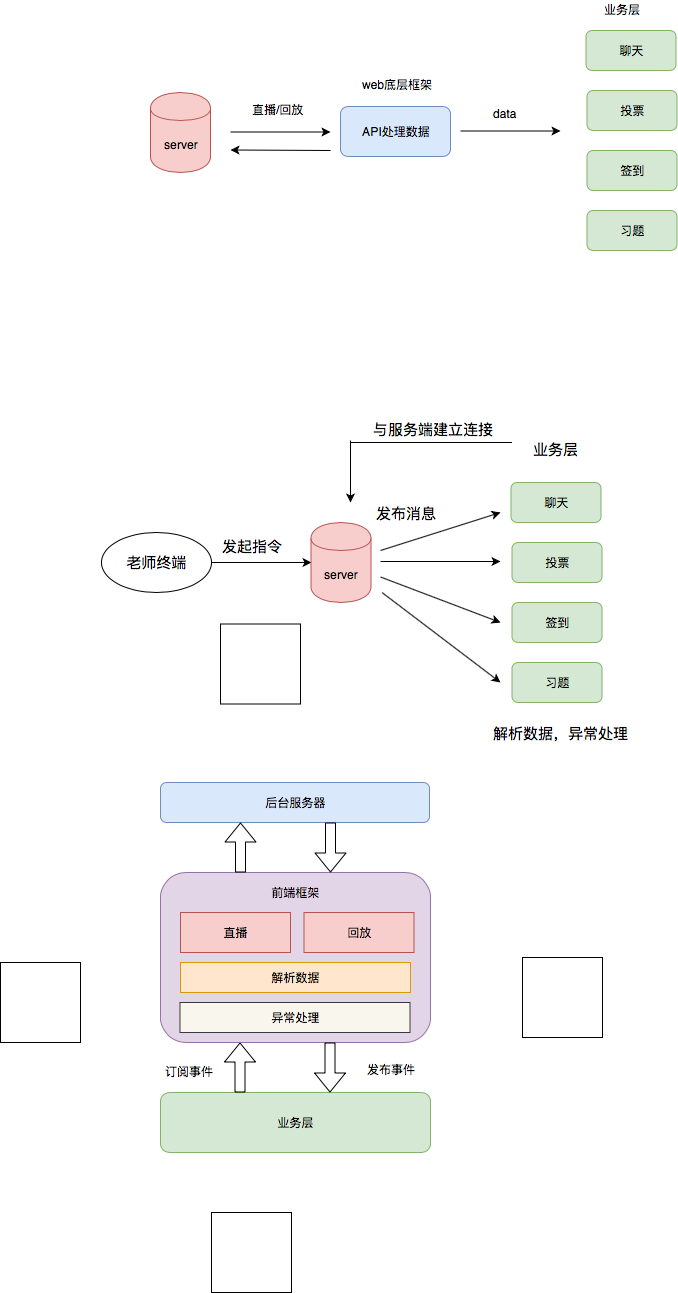 业务层
聊天
web底层框架
直播/回放
投票
data
API处理数据
server
签到
习题
与服务端建立连接
业务层
聊天
发布消息
发起指令
老师终端
server
投票
签到
习题
解析数据，异常处理
后台服务器
前端框架
直播
回放
解析数据
异常处理
订阅事件
发布事件
业务层